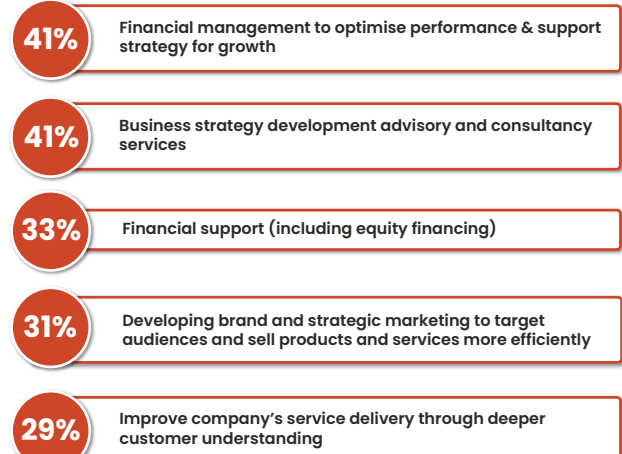 41%
Financial management to optimise performance & support
strategy for growth
41%
Business strategy development advisory and consultancy
services
33%
Financial support (including equity financing)
31%
Developing brand and strategic marketing to target
audiences and sell products and services more efficiently
29%
Improve company’s service delivery through deeper
customer understanding